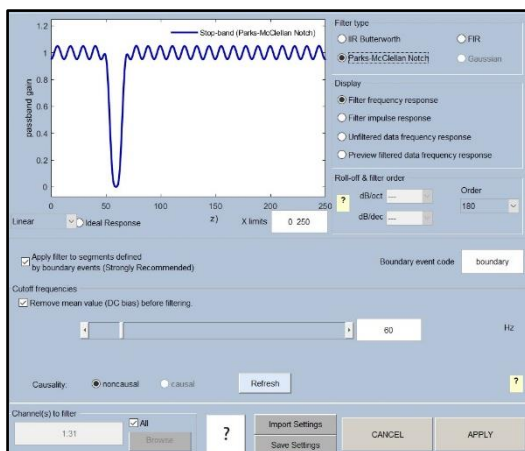 Stop-band (Parks-McClellan Notch)
passband gain
1.2
1
0.8
0.6
0.4
0.2
0
0 50 100 150 200 250
Linear
Ideal Response
z)
X limits
0 250
Filter type
IIR Butterworth
FIR
Parks-McClellan Notch
Gaussian
Display
Filter frequency response
Filter impulse response
Unfiltered data frequency response
Preview filtered data frequency response
Roll-off & filter order
?
dB/oct
---
dB/dec
---
Order
180
Apply filter to segments defined
by boundary events (Strongly Recommended)
Boundary event code
boundary
Cutoff frequencies
Remove mean value (DC bias) before filtering.
60
Hz
Causality:
noncausal
causal
Refresh
?
Channel(s) to filter
1:31
All
Browse
?
Import Settings
Save Settings
CANCEL
APPLY